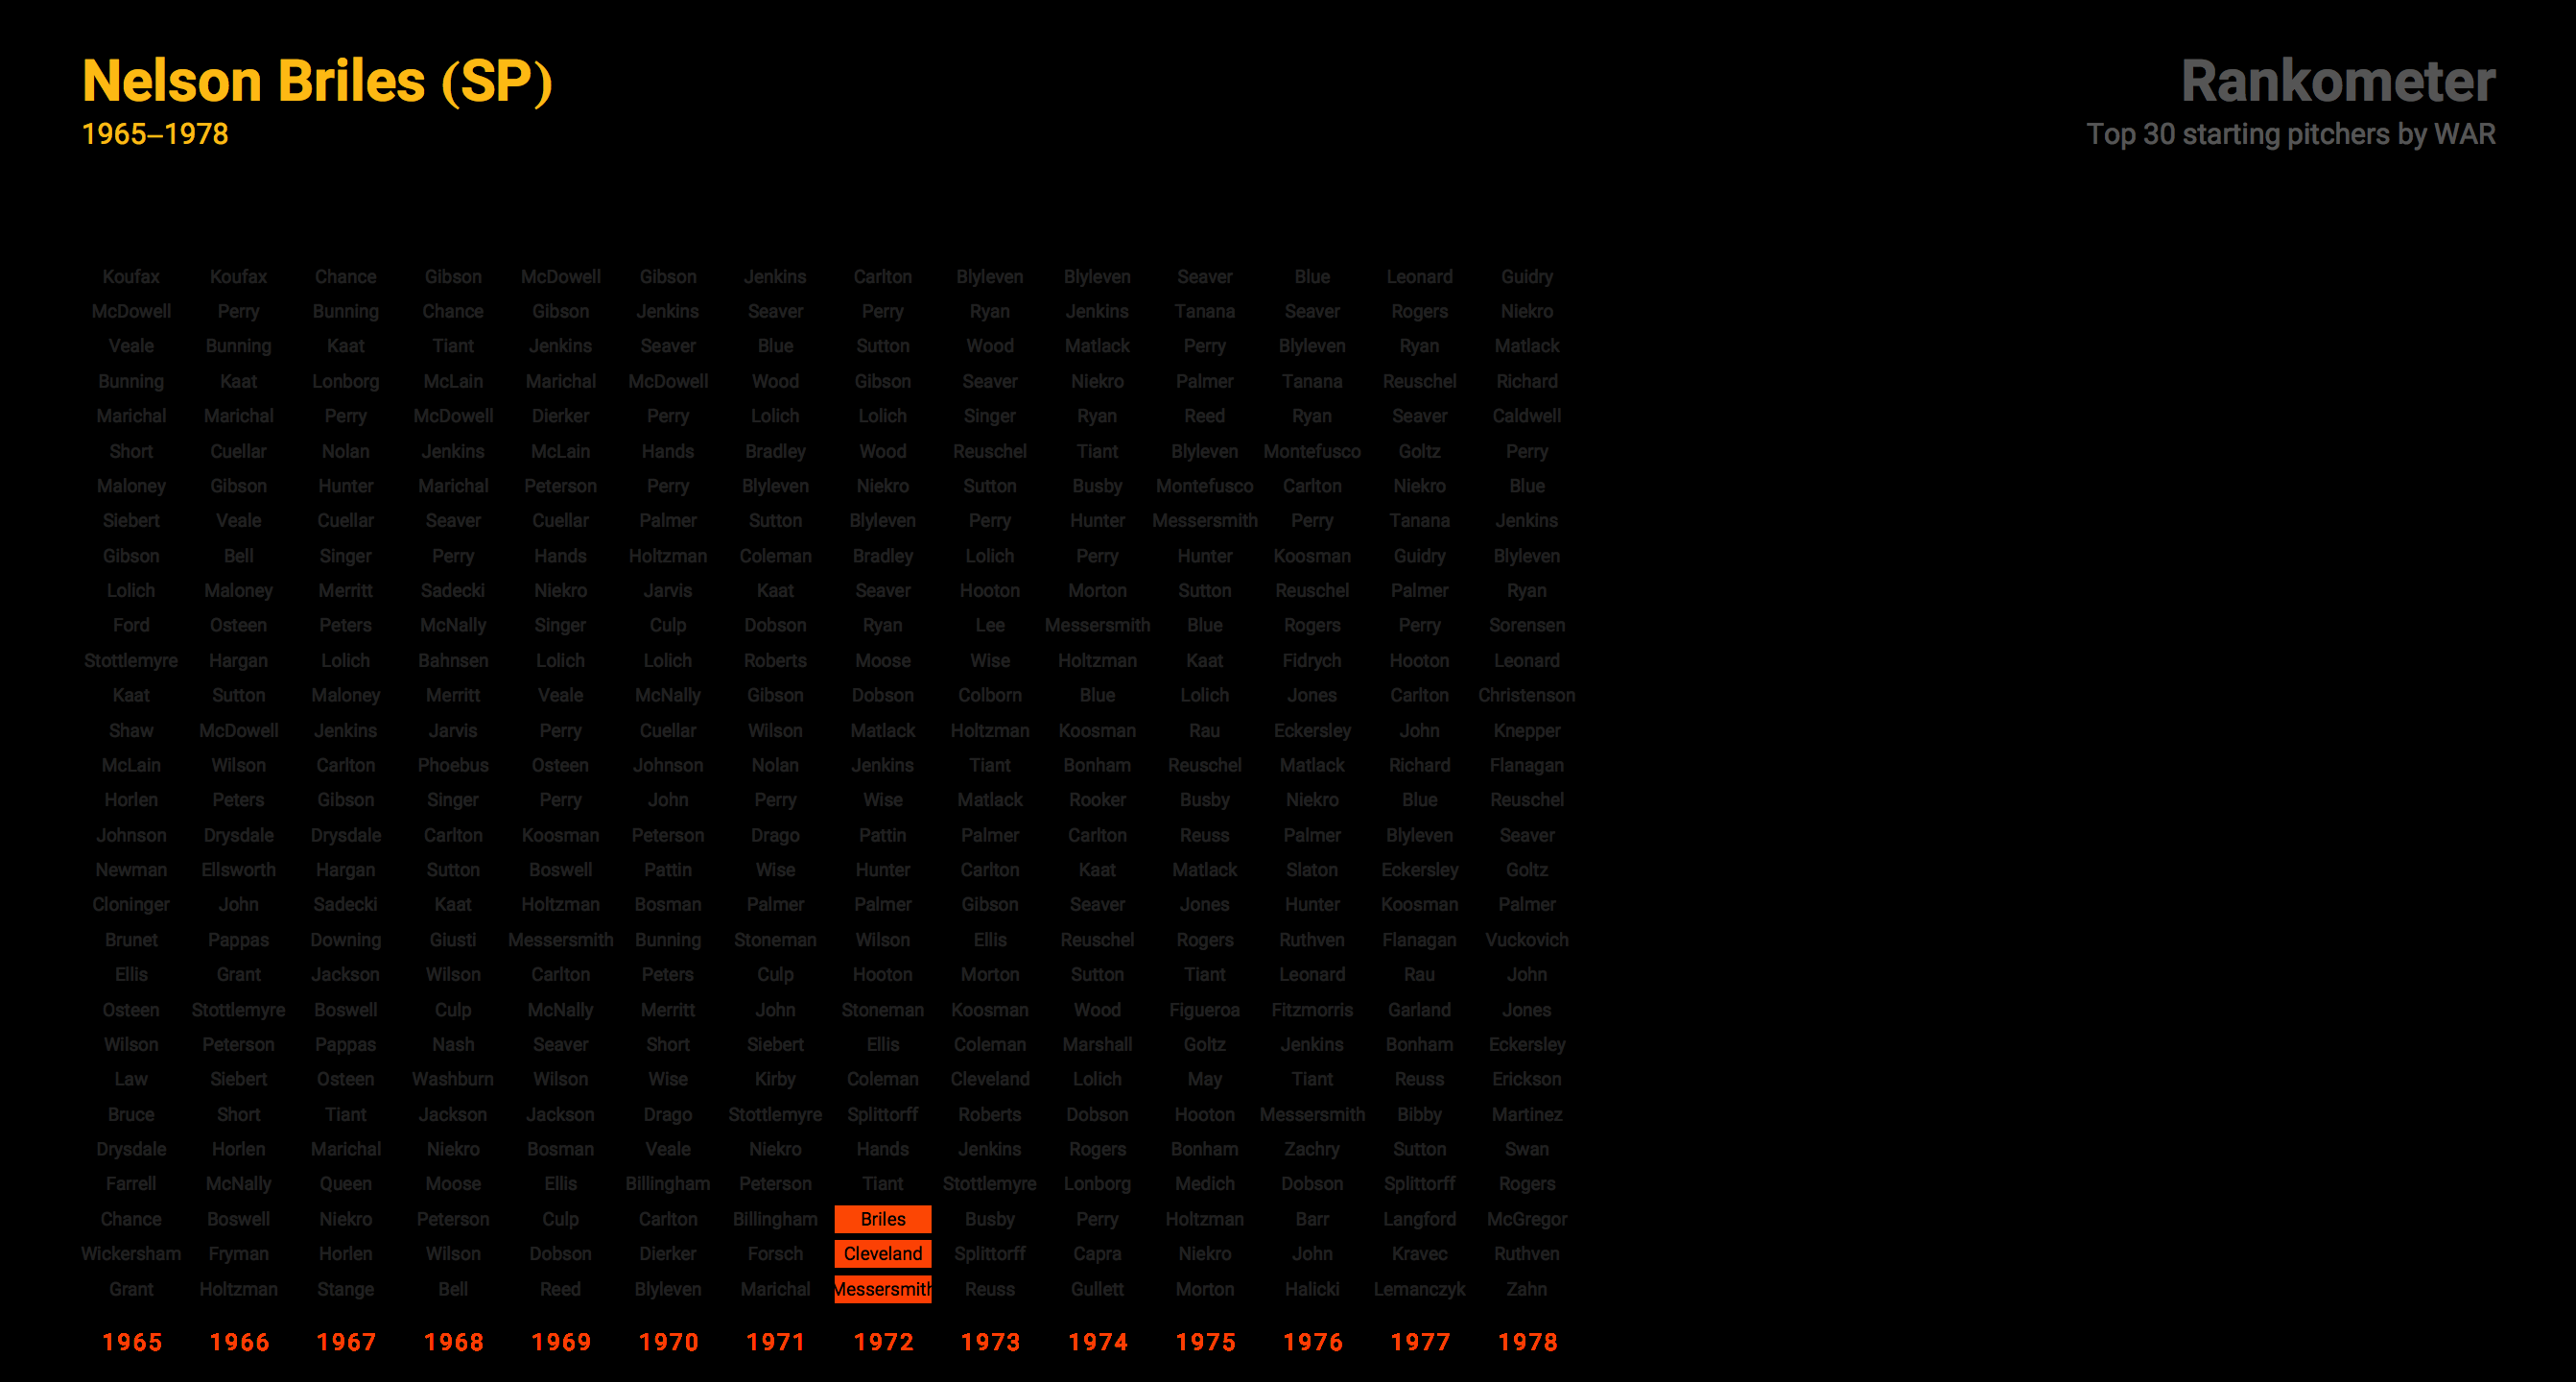 Nelson Briles (SP)
1965–1978
Rankometer
Top 30 starting pitchers by WAR
Koufax Koufax Chance Gibson McDowell Gibson Jenkins Carlton Blyleven Blyleven Seaver Blue Leonard Guidry
McDowell Perry Bunning Chance Gibson Jenkins Seaver Perry Ryan Jenkins Tanana Seaver Rogers Niekro
Veale Bunning Kaat Tiant Jenkins Seaver Blue Sutton Wood Matlack Perry Blyleven Ryan Matlack
Bunning Kaat Lonborg McLain Marichal McDowell Wood Gibson Seaver Niekro Palmer Tanana Reuschel Richard
Marichal Marichal Perry McDowell Dierker Perry Lolich Lolich Singer Ryan Reed Ryan Seaver Caldwell
Short Cuellar Nolan Jenkins McLain Hands Bradley Wood Reuschel Tiant Blyleven Montefusco Goltz Perry
Maloney Gibson Hunter Marichal Peterson Perry Blyleven Niekro Sutton Busby Montefusco Carlton Niekro Blue
Siebert Veale Cuellar Seaver Cuellar Palmer Sutton Blyleven Perry Hunter Messersmith Perry Tanana Jenkins
Gibson Bell Singer Perry Hands Holtzman Coleman Bradley Lolich Perry Hunter Koosman Guidry Blyleven
Lolich Maloney Merritt Sadecki Niekro Jarvis Kaat Seaver Hooton Morton Sutton Reuschel Palmer Ryan
Ford Osteen Peters McNally Singer Culp Dobson Ryan Lee Messersmith Blue Rogers Perry Sorensen
Stottlemyre Hargan Lolich Bahnsen Lolich Lolich Roberts Moose Wise Holtzman Kaat Fidrych Hooton Leonard
Kaat Sutton Maloney Merritt Veale McNally Gibson Dobson Colborn Blue Lolich Jones Carlton Christenson
Shaw McDowell Jenkins Jarvis Perry Cuellar Wilson Matlack Holtzman Koosman Rau Eckersley John Knepper
McLain Wilson Carlton Phoebus Osteen Johnson Nolan Jenkins Tiant Bonham Reuschel Matlack Richard Flanagan
Horlen Peters Gibson Singer Perry John Perry Wise Matlack Rooker Busby Niekro Blue Reuschel
Johnson Drysdale Drysdale Carlton Koosman Peterson Drago Pattin Palmer Carlton Reuss Palmer Blyleven Seaver
Newman Ellsworth Hargan Sutton Boswell Pattin Wise Hunter Carlton Kaat Matlack Slaton Eckersley Goltz
Cloninger John Sadecki Kaat Holtzman Bosman Palmer Palmer Gibson Seaver Jones Hunter Koosman Palmer
Brunet Pappas Downing Giusti Messersmith Bunning Stoneman Wilson Ellis Reuschel Rogers Ruthven Flanagan Vuckovich
Ellis Grant Jackson Wilson Carlton Peters Culp Hooton Morton Sutton Tiant Leonard Rau John
Osteen Stottlemyre Boswell Culp McNally Merritt John Stoneman Koosman Wood Figueroa Fitzmorris Garland Jones
Wilson Peterson Pappas Nash Seaver Short Siebert Ellis Coleman Marshall Goltz Jenkins Bonham Eckersley
Law Siebert Osteen Washburn Wilson Wise Kirby Coleman Cleveland Lolich May Tiant Reuss Erickson
Bruce Short Tiant Jackson Jackson Drago Stottlemyre Splittorff Roberts Dobson Hooton Messersmith Bibby Martinez
Drysdale Horlen Marichal Niekro Bosman Veale Niekro Hands Jenkins Rogers Bonham Zachry Sutton Swan
Farrell McNally Queen Moose Ellis Billingham Peterson Tiant Stottlemyre Lonborg Medich Dobson Splittorff Rogers
Chance Boswell Niekro Peterson Culp Carlton Billingham Briles Busby Perry Holtzman Barr Langford McGregor
Wickersham Fryman Horlen Wilson Dobson Dierker Forsch Cleveland Splittorff Capra Niekro John Kravec Ruthven
Grant Holtzman Stange Bell Reed Blyleven Marichal Messersmith Reuss Gullett Morton Halicki Lemanczyk Zahn
1965 1966 1967 1968 1969 1970 1971 1972 1973 1974 1975 1976 1977 1978